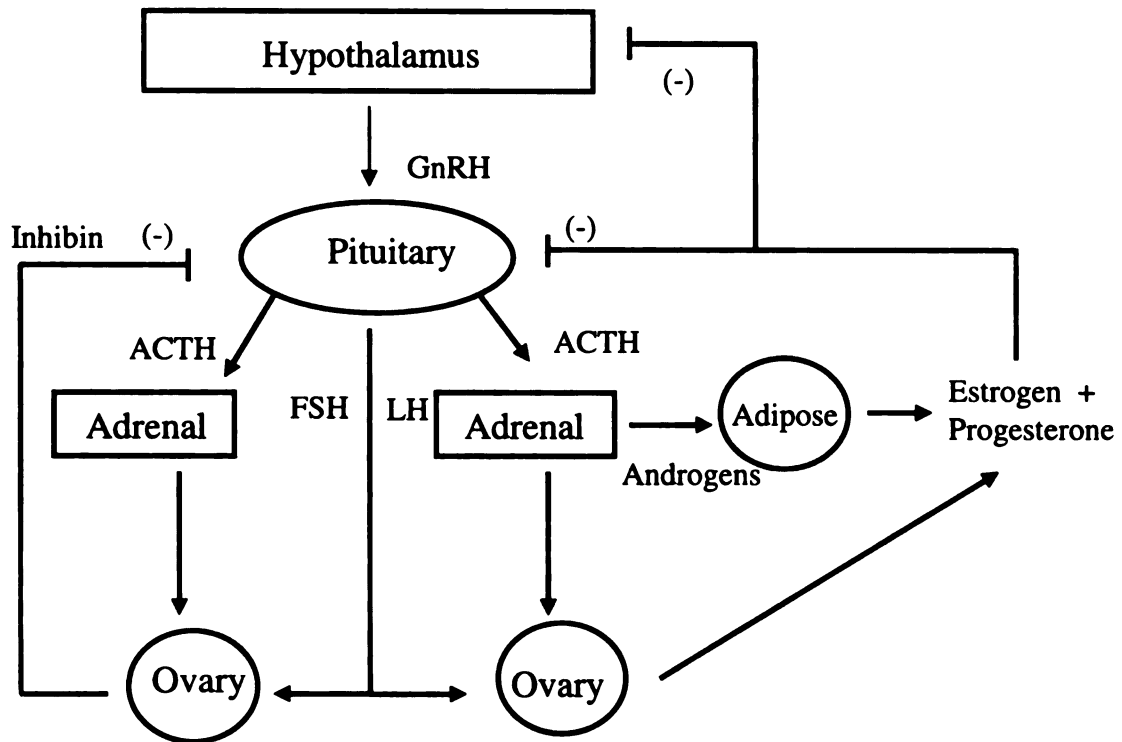 Hypothalamus
(-)
GnRH
Inhibin (-)
Pituitary
(-)
ACTH
ACTH
Adrenal
FSH
LH
Adrenal
Androgens
Adipose
Estrogen +
Progesterone
Ovary
Ovary